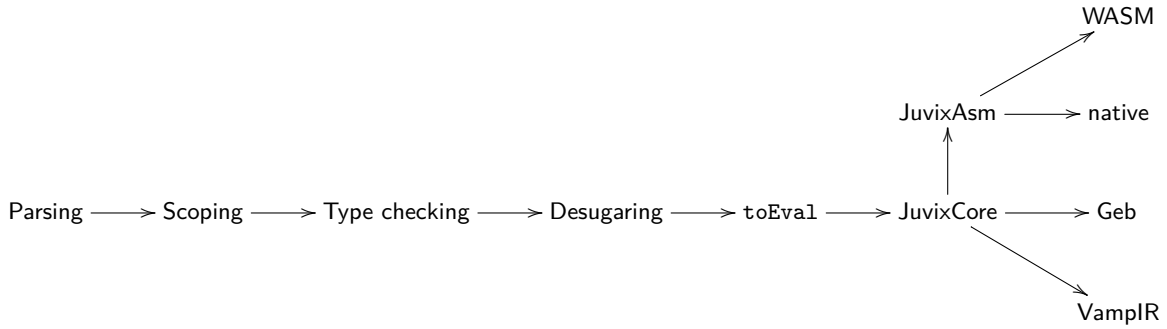 WASM
JuvixAsm native
Parsing Scoping Type checking Desugaring toEval JuvixCore Geb
VampIR